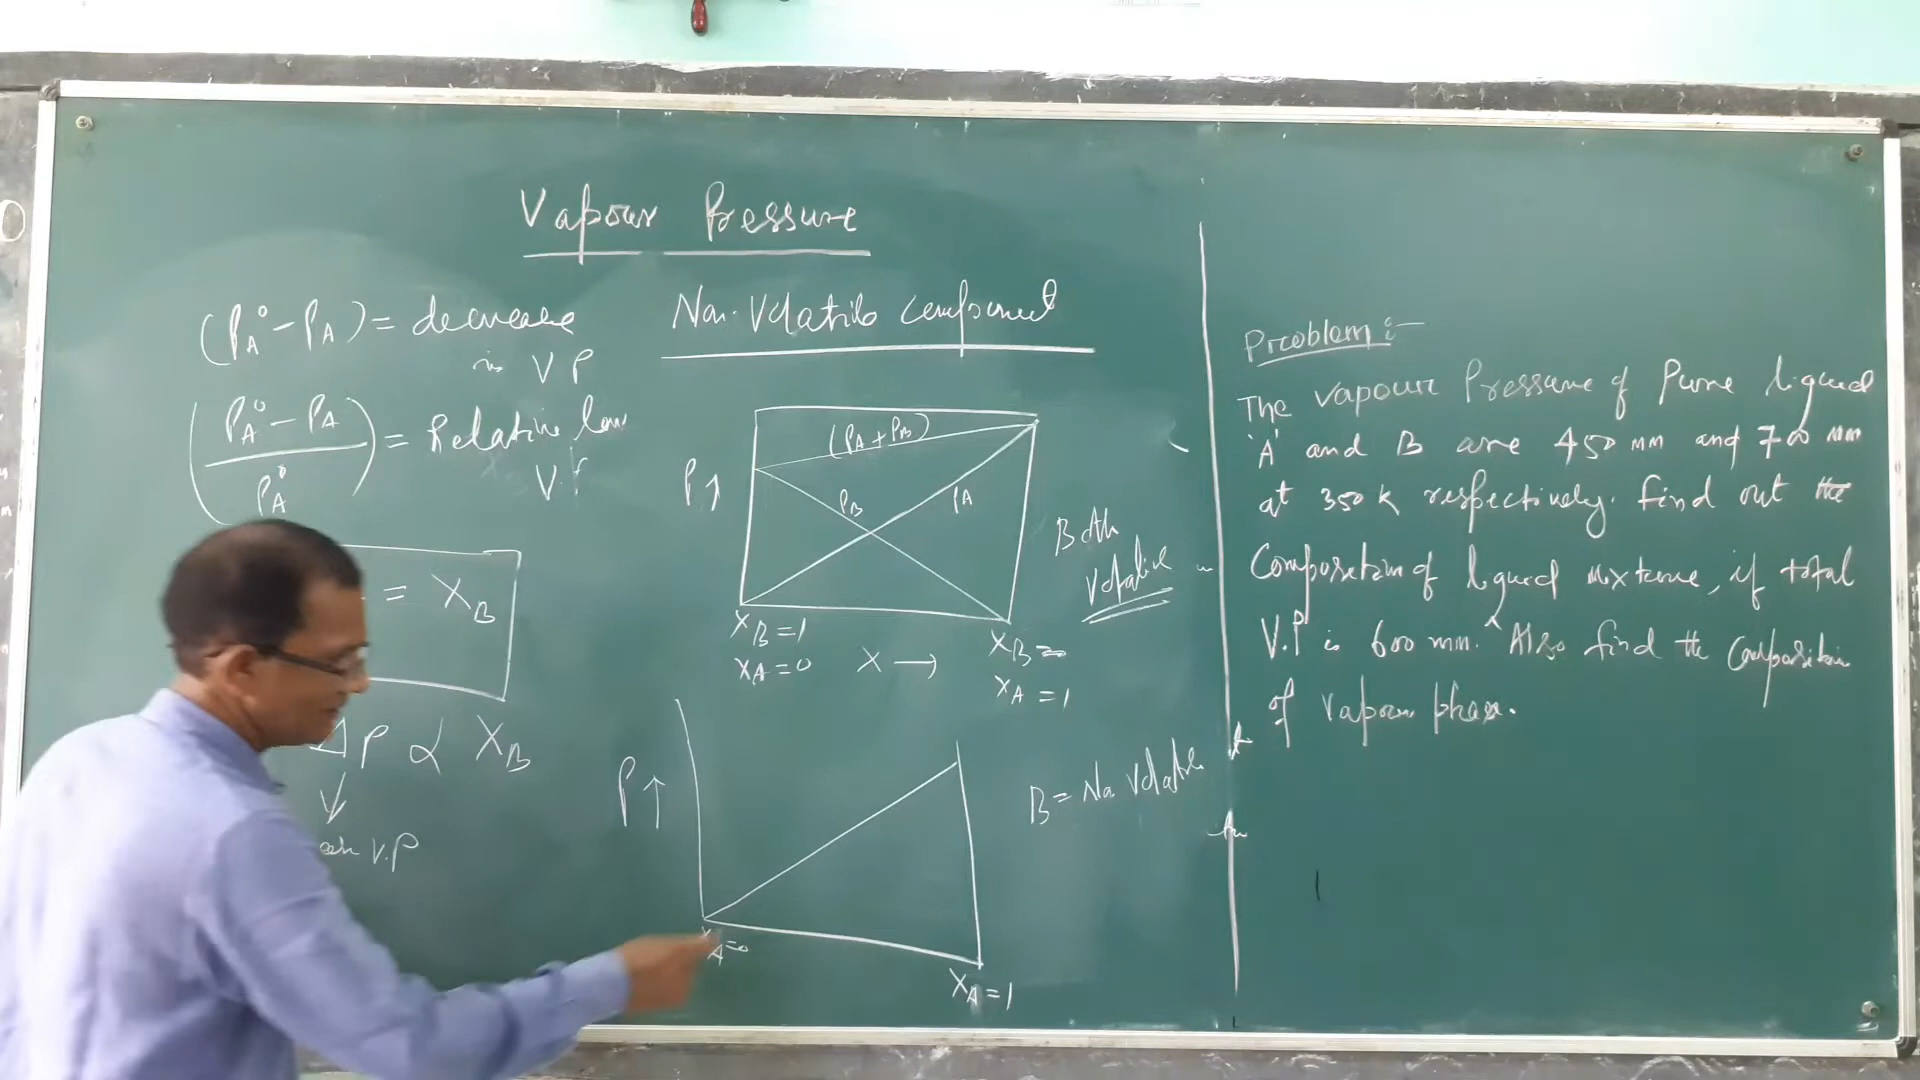 Vapour Pressure
(PA° - PA) = decrease
in V P
(PA° - PA / PA°) = Relative low
V.P
= XB
ΔP ∝ XB
V.P
Non-Volatile component
(PA + PB)
P↑
PB
PA
Both
Volatile
XB = 1
XA = 0
X →
XB = 0
XA = 1
P↑
B = Non Volatile
XA = 0
XA = 1
Problem :-
The vapour Pressure of Pure liquid
'A' and B are 450 mm and 700 mm
at 350 K respectively. Find out the
Composition of liquid mixture, if total
V.P is 600 mm. Also find the Composition
of vapour phase.